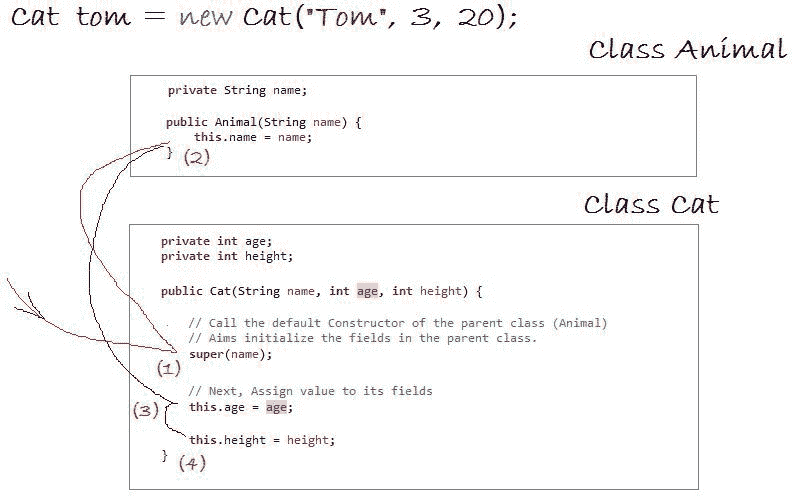 Cat tom = new Cat("Tom", 3, 20);
Class Animal
private String name;
public Animal(String name) {
this.name = name;
}
(2)
Class Cat
private int age;
private int height;
public Cat(String name, int age, int height) {
// Call the default Constructor of the parent class (Animal)
// Aims initialize the fields in the parent class.
super(name);
(1)
// Next, Assign value to its fields
(3) this.age = age;
this.height = height;
}
(4)